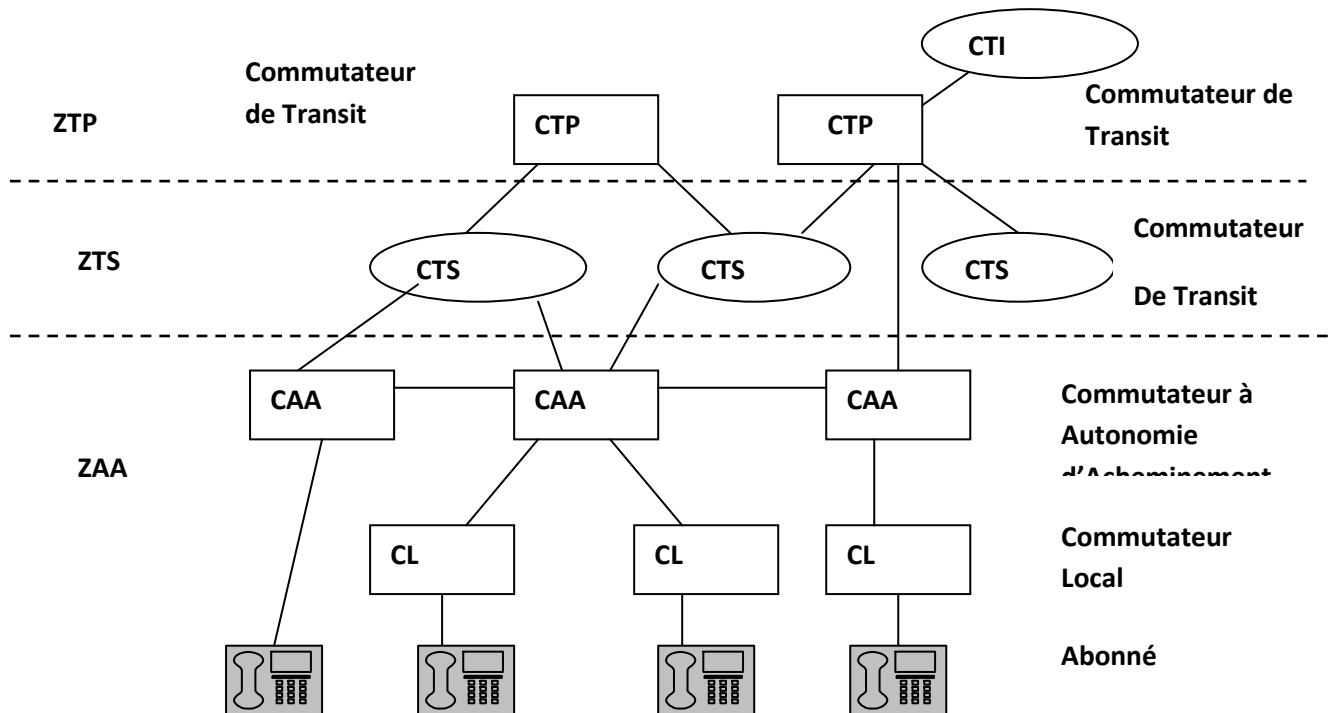 CTI
Commutateur
de Transit
Commutateur de
Transit
ZTP
CTP
CTP
Commutateur
De Transit
ZTS
CTS
CTS
CTS
CAA
CAA
CAA
Commutateur à
Autonomie
d'Acheminement
ZAA
CL
CL
CL
Commutateur
Local
Abonné